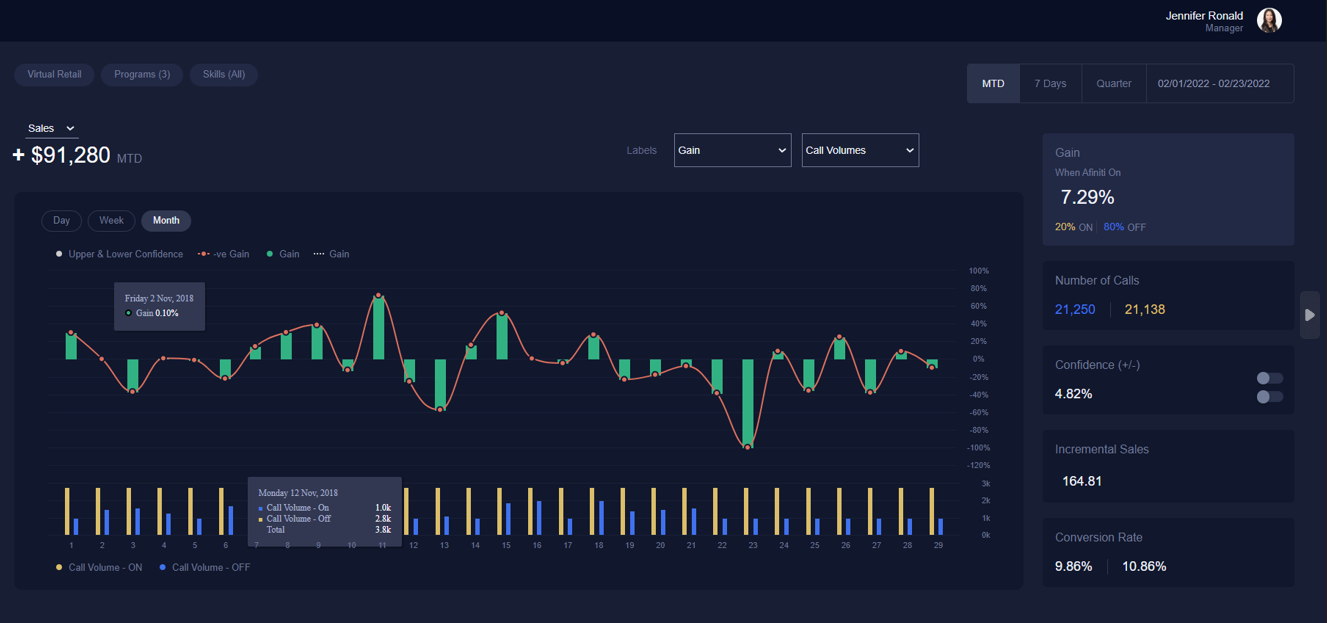 Jennifer Ronald
Manager
Virtual Retail Programs (3) Skills (All)
MTD 7 Days Quarter 02/01/2022 - 02/23/2022
Sales
+ $91,280 MTD
Labels Gain Call Volumes
Day Week Month
Upper & Lower Confidence -ve Gain Gain Gain
100%
80%
60%
40%
20%
0%
-20%
-40%
-60%
-80%
-100%
-120%
Friday 2 Nov, 2018
Gain 0.10%
3k
2k
1k
0k
Monday 12 Nov, 2018
Call Volume - On 1.0k
Call Volume - Off 2.8k
Total 3.8k
1 2 3 4 5 6 7 8 9 10 11 12 13 14 15 16 17 18 19 20 21 22 23 24 25 26 27 28 29
Call Volume - ON Call Volume - OFF
Gain
When Afiniti On
7.29%
20% ON 80% OFF
Number of Calls
21,250 21,138
Confidence (+/-)
4.82%
Incremental Sales
164.81
Conversion Rate
9.86% 10.86%